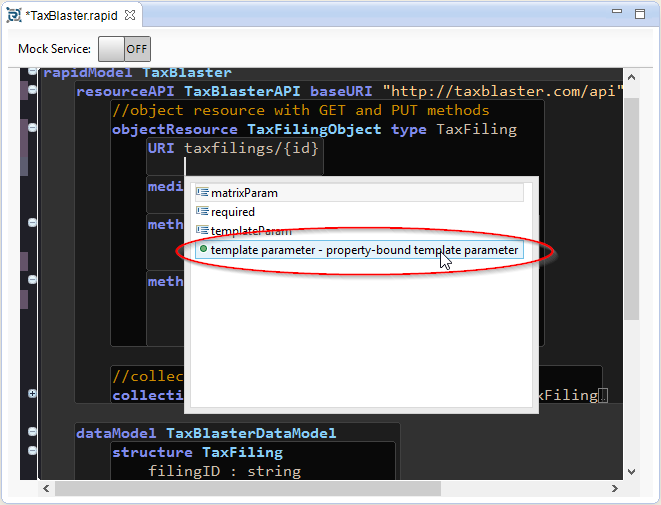 *TaxBlaster.rapid
Mock Service: OFF
rapidModel TaxBlaster
resourceAPI TaxBlasterAPI baseURI "http://taxblaster.com/api"
//object resource with GET and PUT methods
objectResource TaxFilingObject type TaxFiling
URI taxfilings/{id}
medi
matrixParam
required
meth
templateParam
template parameter - property-bound template parameter
meth
//collec
collecti
xFiling
dataModel TaxBlasterDataModel
structure TaxFiling
filingID : string